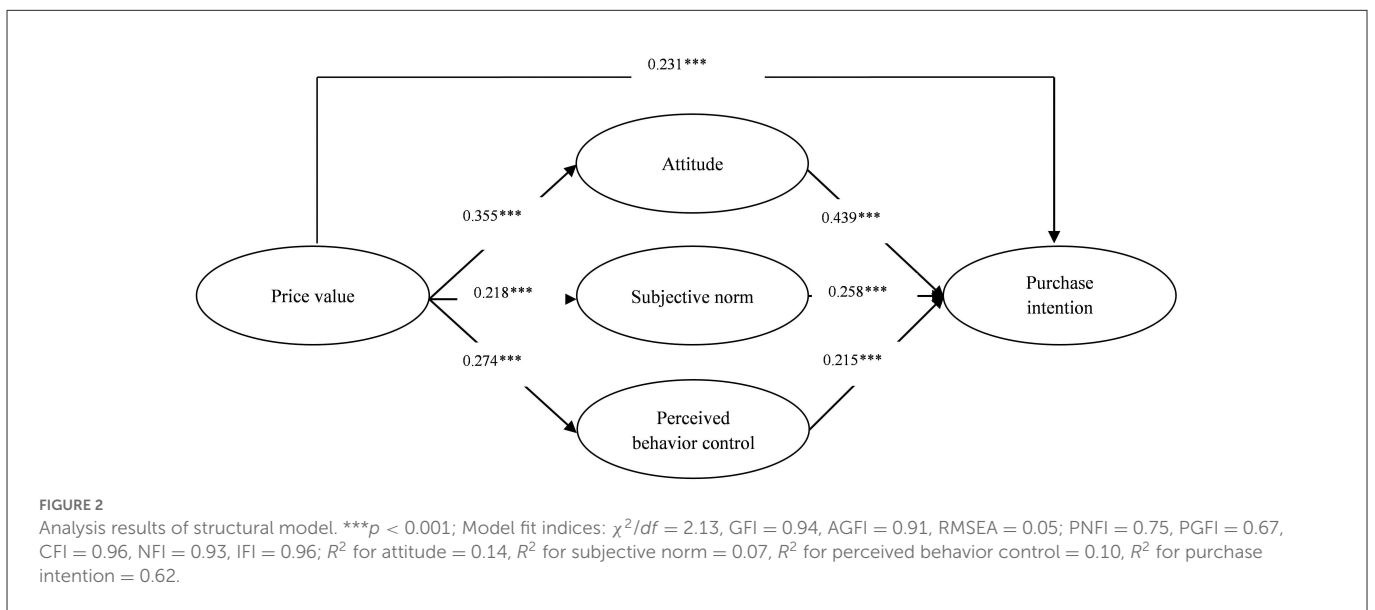 0.231***
Attitude
0.355***
0.439***
Price value
0.218***
Subjective norm
0.258***
Purchase
intention
0.274***
0.215***
Perceived
behavior control
FIGURE 2
Analysis results of structural model. ***p < 0.001; Model fit indices: χ²/df = 2.13, GFI = 0.94, AGFI = 0.91, RMSEA = 0.05; PNFI = 0.75, PGFI = 0.67,
CFI = 0.96, NFI = 0.93, IFI = 0.96; R² for attitude = 0.14, R² for subjective norm = 0.07, R² for perceived behavior control = 0.10, R² for purchase
intention = 0.62.